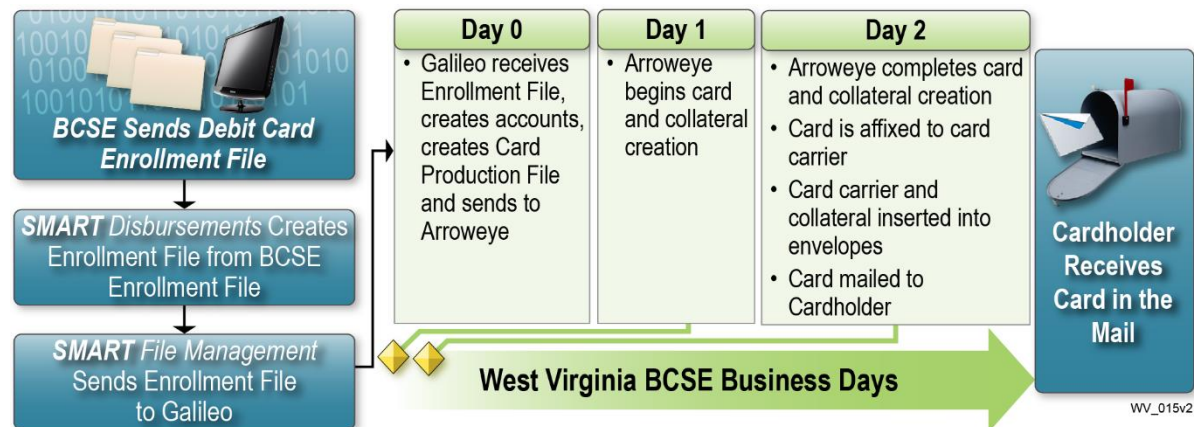 BCSE Sends Debit Card
Enrollment File
SMART Disbursements Creates
Enrollment File from BCSE
Enrollment File
SMART File Management
Sends Enrollment File
to Galileo
Day 0
• Galileo receives
Enrollment File,
creates accounts,
creates Card
Production File
and sends to
Arroweye
Day 1
• Arroweye
begins card
and collateral
creation
Day 2
• Arroweye completes card
and collateral creation
• Card is affixed to card
carrier
• Card carrier and
collateral inserted into
envelopes
• Card mailed to
Cardholder
West Virginia BCSE Business Days
Cardholder
Receives
Card in the
Mail
WV_015v2